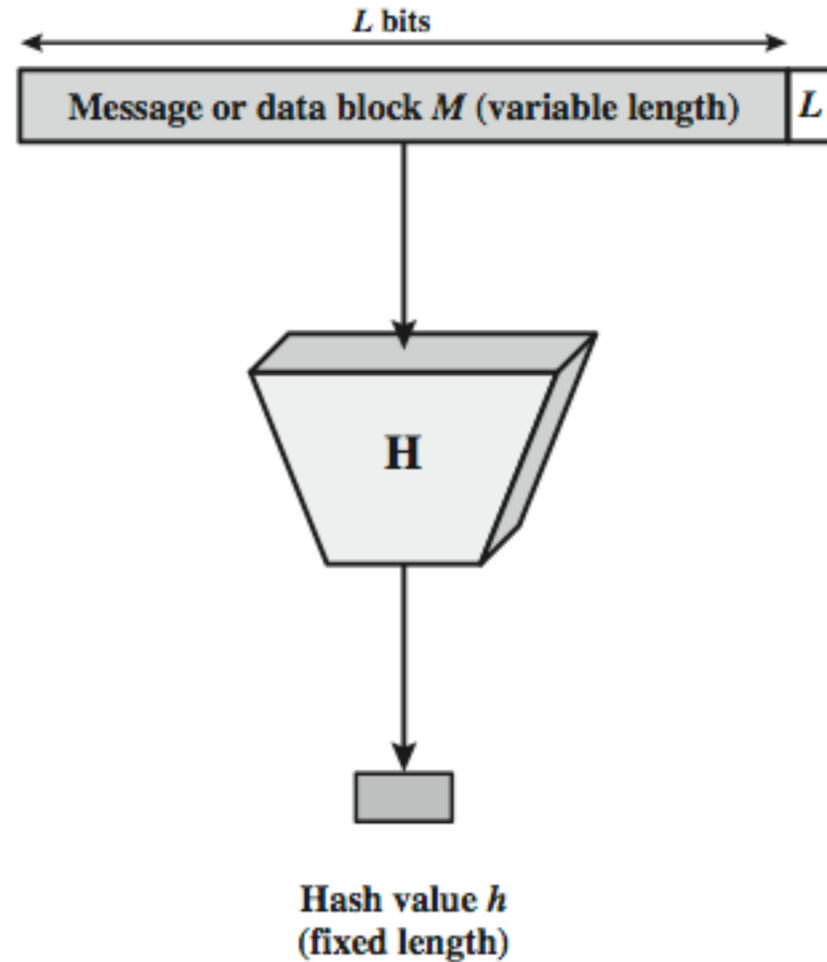 L bits
Message or data block M (variable length) L
H
Hash value h
(fixed length)